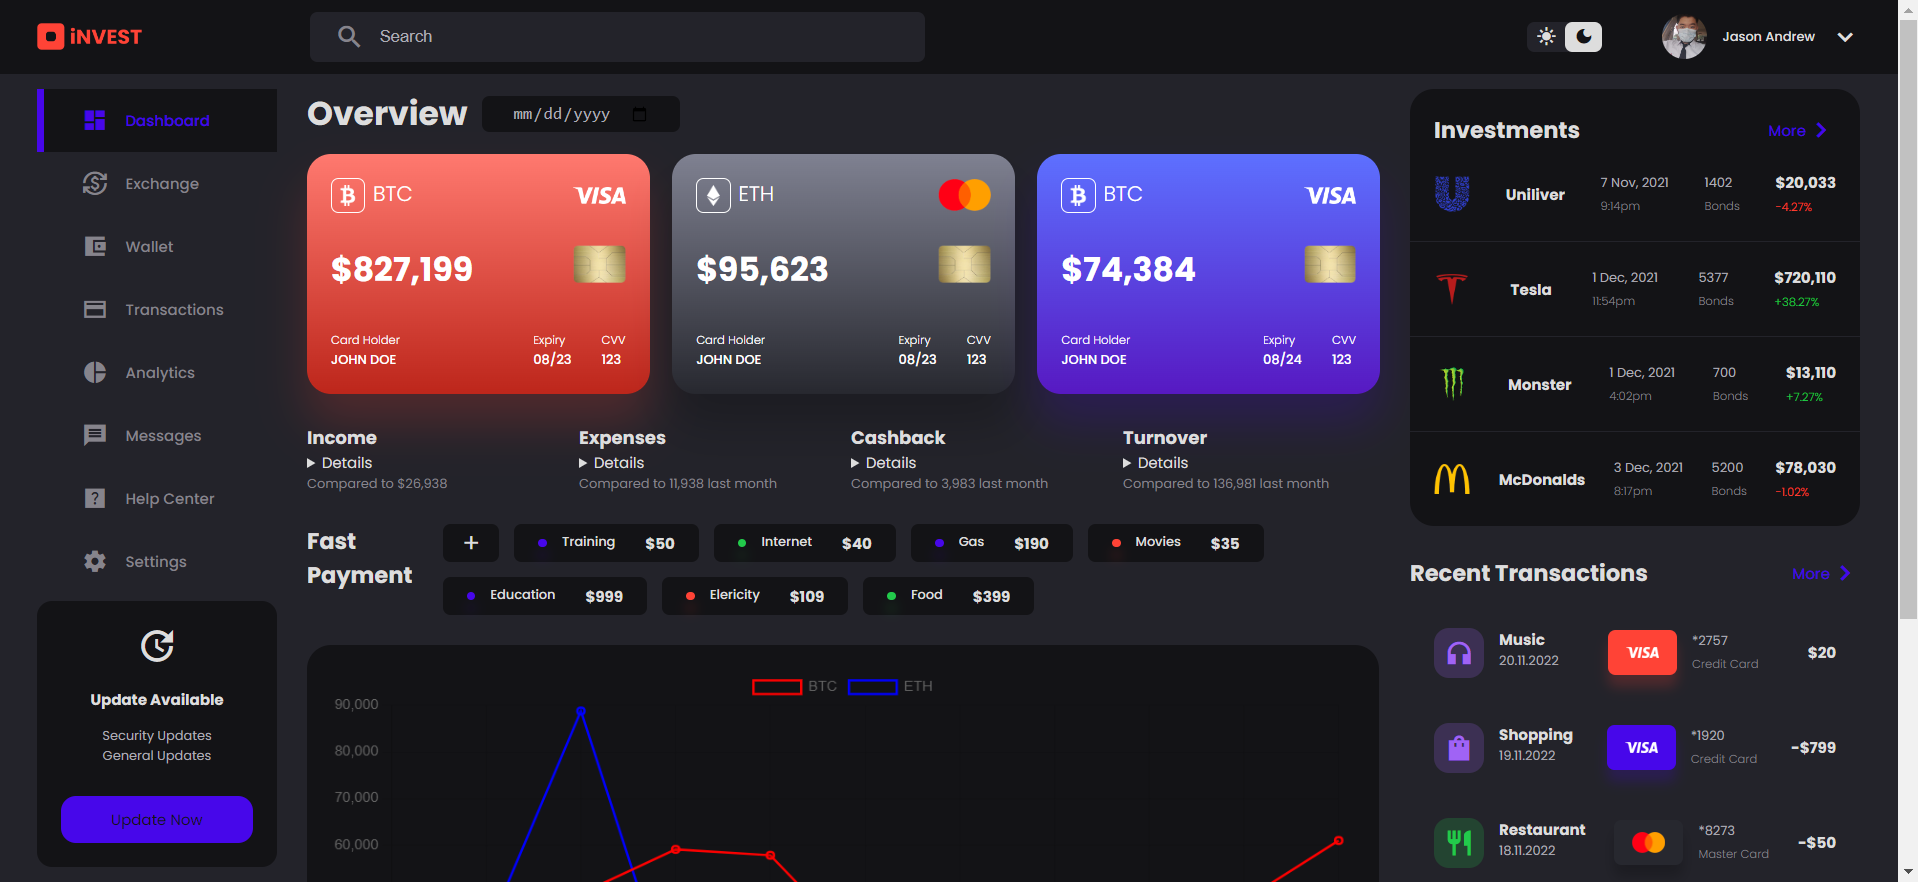 iNVEST
Search
Jason Andrew
Dashboard
Exchange
Wallet
Transactions
Analytics
Messages
Help Center
Settings
Update Available
Security Updates
General Updates
Update Now
Overview
mm/dd/yyyy
BTC
VISA
$827,199
Card Holder
Expiry
CVV
JOHN DOE
08/23
123
ETH
$95,623
Card Holder
Expiry
CVV
JOHN DOE
08/23
123
BTC
VISA
$74,384
Card Holder
Expiry
CVV
JOHN DOE
08/24
123
Income
Details
Compared to $26,938
Expenses
Details
Compared to 11,938 last month
Cashback
Details
Compared to 3,983 last month
Turnover
Details
Compared to 136,981 last month
Fast
Payment
+
Training $50
Internet $40
Gas $190
Movies $35
Education $999
Elericity $109
Food $399
BTC
ETH
90,000
80,000
70,000
60,000
Investments
More
Uniliver
7 Nov, 2021
9:14pm
1402
Bonds
$20,033
-4.27%
Tesla
1 Dec, 2021
11:54pm
5377
Bonds
$720,110
+38.27%
Monster
1 Dec, 2021
4:02pm
700
Bonds
$13,110
+7.27%
McDonalds
3 Dec, 2021
8:17pm
5200
Bonds
$78,030
-1.02%
Recent Transactions
More
Music
20.11.2022
VISA
*2757
Credit Card
$20
Shopping
19.11.2022
VISA
*1920
Credit Card
-$799
Restaurant
18.11.2022
*8273
Master Card
-$50